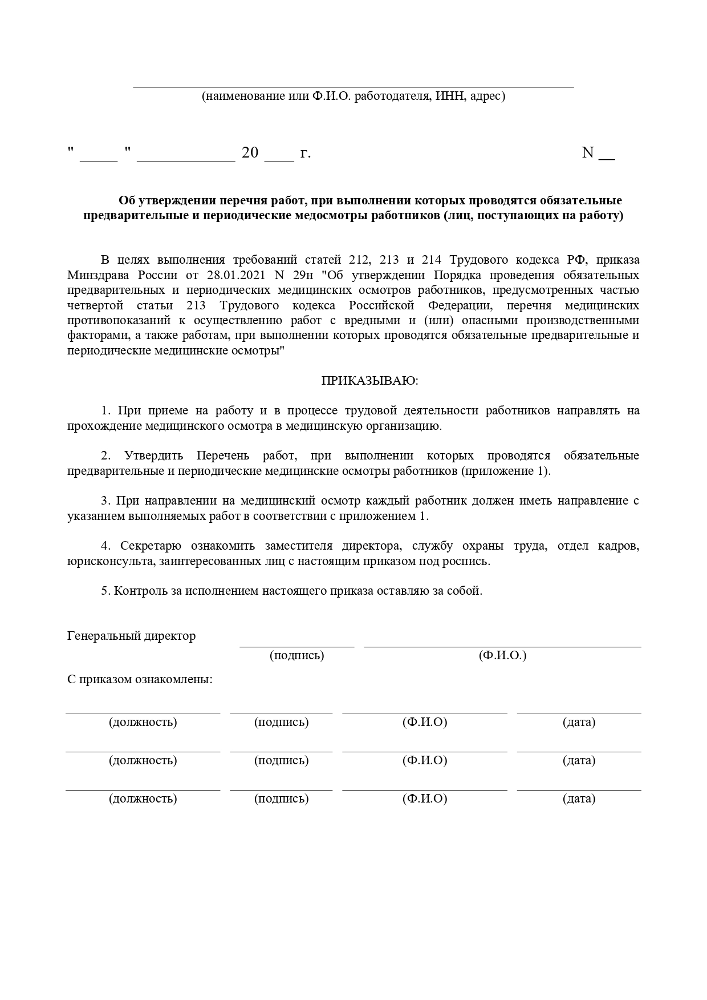 (наименование или Ф.И.О. работодателя, ИНН, адрес)
" _____ " _____________ 20 ____ г. N __
Об утверждении перечня работ, при выполнении которых проводятся обязательные
предварительные и периодические медосмотры работников (лиц, поступающих на работу)
В целях выполнения требований статей 212, 213 и 214 Трудового кодекса РФ, приказа
Минздрава России от 28.01.2021 N 29н "Об утверждении Порядка проведения обязательных
предварительных и периодических медицинских осмотров работников, предусмотренных частью
четвертой статьи 213 Трудового кодекса Российской Федерации, перечня медицинских
противопоказаний к осуществлению работ с вредными и (или) опасными производственными
факторами, а также работам, при выполнении которых проводятся обязательные предварительные и
периодические медицинские осмотры"
ПРИКАЗЫВАЮ:
1. При приеме на работу и в процессе трудовой деятельности работников направлять на
прохождение медицинского осмотра в медицинскую организацию.
2. Утвердить Перечень работ, при выполнении которых проводятся обязательные
предварительные и периодические медицинские осмотры работников (приложение 1).
3. При направлении на медицинский осмотр каждый работник должен иметь направление с
указанием выполняемых работ в соответствии с приложением 1.
4. Секретарю ознакомить заместителя директора, службу охраны труда, отдел кадров,
юрисконсульта, заинтересованных лиц с настоящим приказом под роспись.
5. Контроль за исполнением настоящего приказа оставляю за собой.
Генеральный директор
(подпись) (Ф.И.О.)
С приказом ознакомлены:
(должность) (подпись) (Ф.И.О) (дата)
(должность) (подпись) (Ф.И.О) (дата)
(должность) (подпись) (Ф.И.О) (дата)